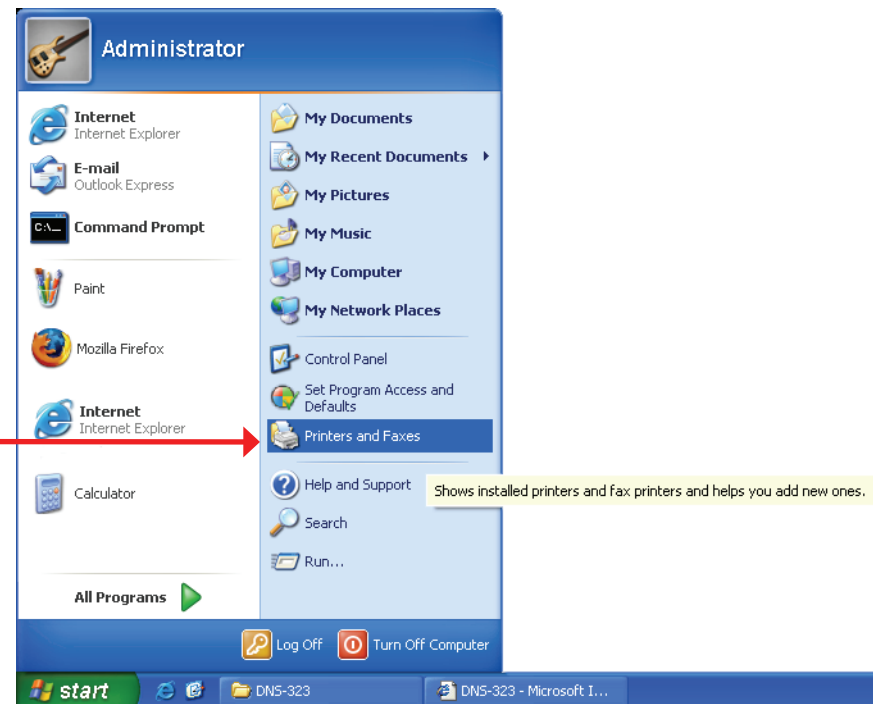 Administrator
Internet
Internet Explorer
E-mail
Outlook Express
C:\_
Command Prompt
Paint
Mozilla Firefox
Internet
Internet Explorer
Calculator
All Programs
My Documents
My Recent Documents
My Pictures
My Music
My Computer
My Network Places
Control Panel
Set Program Access and
Defaults
Printers and Faxes
Help and Support
Shows installed printers and fax printers and helps you add new ones.
Search
Run...
Log Off
Turn Off Computer
start
DNS-323
DNS-323 - Microsoft I...